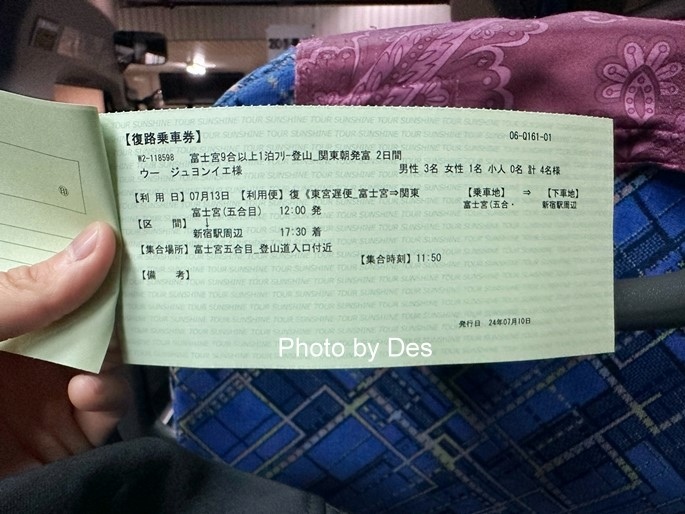 【復路乗車券】 06-Q161-01
W2-118598 富士宮9合以上1泊フリー登山_関東朝発富 2日間
ウー ジュヨンイエ様 男性 3名 女性 1名 小人 0名 計 4名様
【利 用 日】07月13日 【利用便】復《東宮遅便_富士宮⇒関東 【乗車地】 ⇒ 【下車地】
富士宮(五合目) 12:00 発 富士宮(五合・ 新宿駅周辺
【区 間】 ↓
新宿駅周辺 17:30 着
【集合場所】富士宮五合目_登山道入口付近
【集合時刻】11:50
【備 考】
発行日 24年07月10日
TOUR SUNSHINE TOUR SUNSHINE TOUR SUNSHINE
Photo by Des